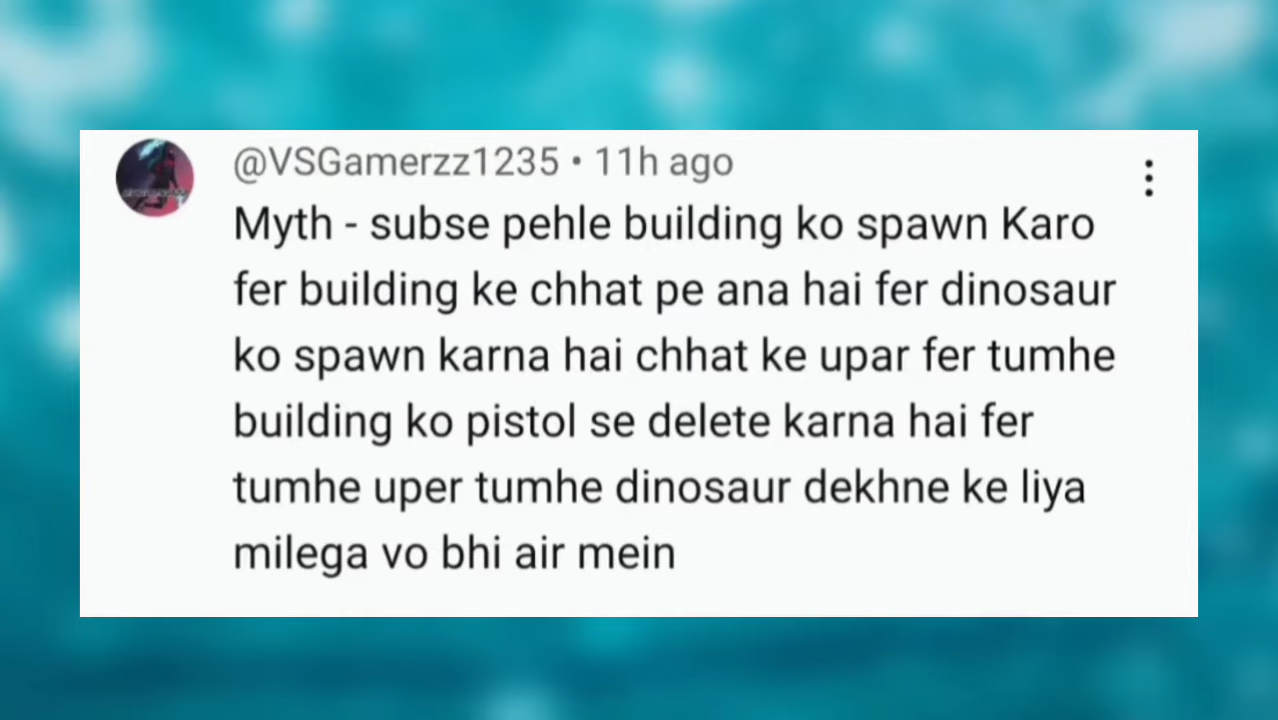 @VSGamerzz1235 • 11h ago
Myth - subse pehle building ko spawn Karo
fer building ke chhat pe ana hai fer dinosaur
ko spawn karna hai chhat ke upar fer tumhe
building ko pistol se delete karna hai fer
tumhe uper tumhe dinosaur dekhne ke liya
milega vo bhi air mein